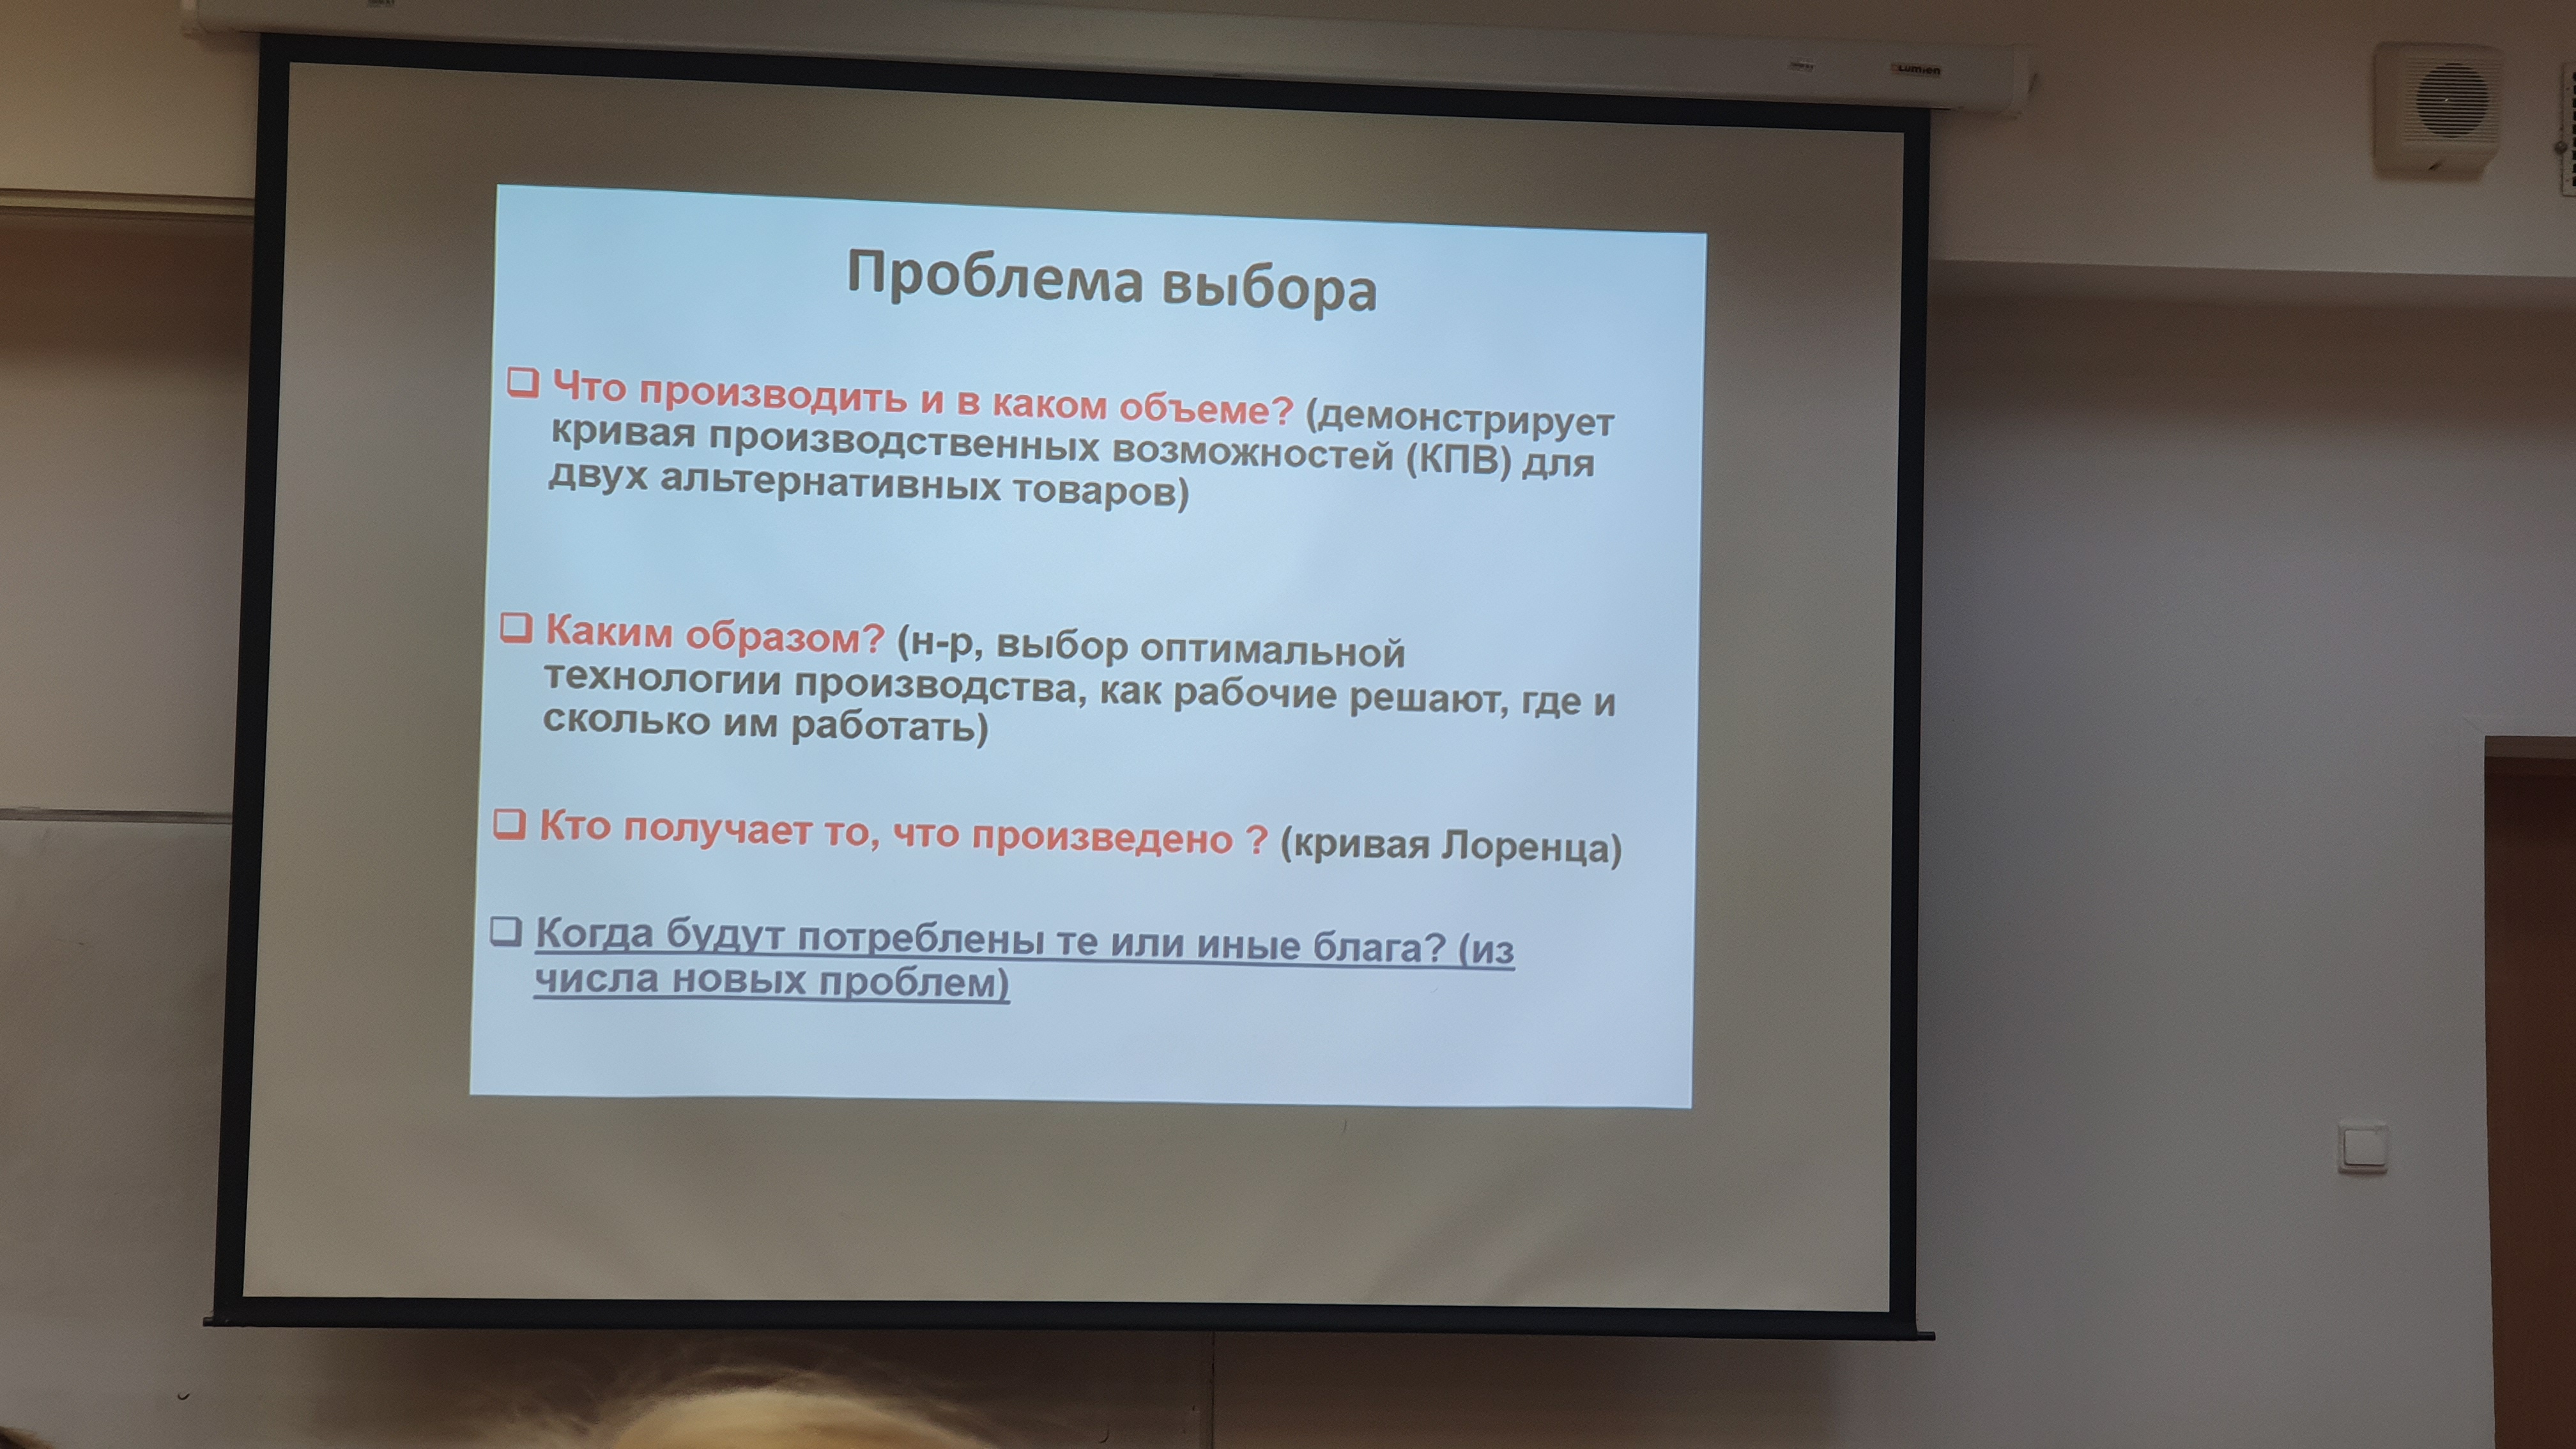 Lumien
Проблема выбора
❑ Что производить и в каком объеме? (демонстрирует
кривая производственных возможностей (КПВ) для
двух альтернативных товаров)
❑ Каким образом? (н-р, выбор оптимальной
технологии производства, как рабочие решают, где и
сколько им работать)
❑ Кто получает то, что произведено ? (кривая Лоренца)
❑ Когда будут потреблены те или иные блага? (из
числа новых проблем)